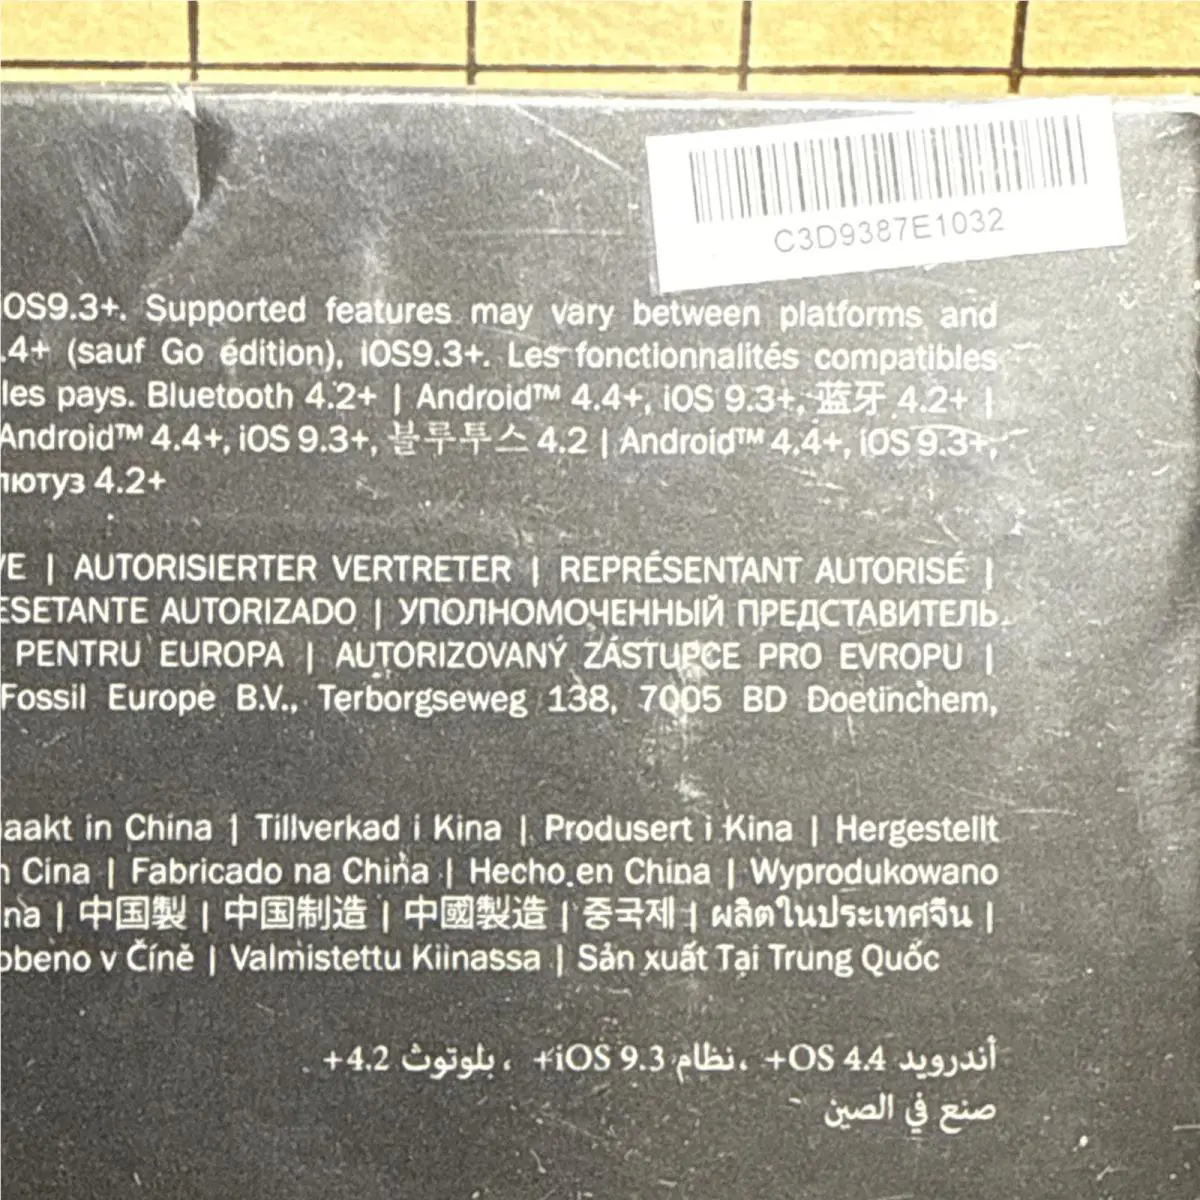 C3D9387E1032
iOS9.3+. Supported features may vary between platforms and
.4+ (sauf Go édition), iOS9.3+. Les fonctionnalités compatibles
les pays. Bluetooth 4.2+ | Android™ 4.4+, iOS 9.3+, 蓝牙 4.2+ |
Android™ 4.4+, iOS 9.3+, 블루투스 4.2 | Android™ 4.4+, iOS 9.3+,
лютуз 4.2+
VE | AUTORISIERTER VERTRETER | REPRÉSENTANT AUTORISÉ |
ESETANTE AUTORIZADO | УПОЛНОМОЧЕННЫЙ ПРЕДСТАВИТЕЛЬ
PENTRU EUROPA | AUTORIZOVANÝ ZÁSTUPCE PRO EVROPU |
Fossil Europe B.V., Terborgseweg 138, 7005 BD Doetinchem,
aakt in China | Tillverkad i Kina | Produsert i Kina | Hergestellt
n Cina | Fabricado na China | Hecho en China | Wyprodukowano
na | 中国製 | 中国制造 | 中國製造 | 중국제 | ผลิตในประเทศจีน |
obeno v Číně | Valmistettu Kiinassa | Sản xuất Tại Trung Quốc
أندرويد OS 4.4+ ،نظام iOS 9.3+ ، بلوتوث 4.2+
صنع في الصين